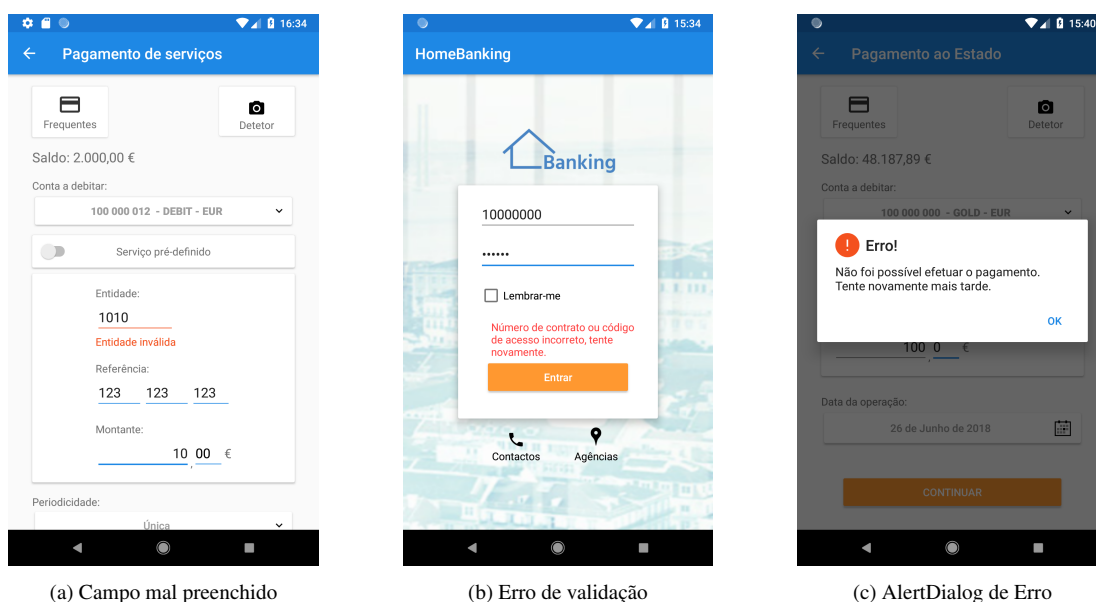 16:34
Pagamento de serviços
Frequentes
Detetor
Saldo: 2.000,00 €
Conta a debitar:
100 000 012 - DEBIT - EUR
Serviço pré-definido
Entidade:
1010
Entidade inválida
Referência:
123 123 123
Montante:
10 , 00 €
Periodicidade:
Única
(a) Campo mal preenchido
15:34
HomeBanking
Banking
10000000
••••••
Lembrar-me
Número de contrato ou código
de acesso incorreto, tente
novamente.
Entrar
Contactos
Agências
(b) Erro de validação
15:40
Pagamento ao Estado
Frequentes
Detetor
Saldo: 48.187,89 €
Conta a debitar:
100 000 000 - GOLD - EUR
! Erro!
Não foi possível efetuar o pagamento.
Tente novamente mais tarde.
OK
100 , 0 €
Data da operação:
26 de Junho de 2018
CONTINUAR
(c) AlertDialog de Erro